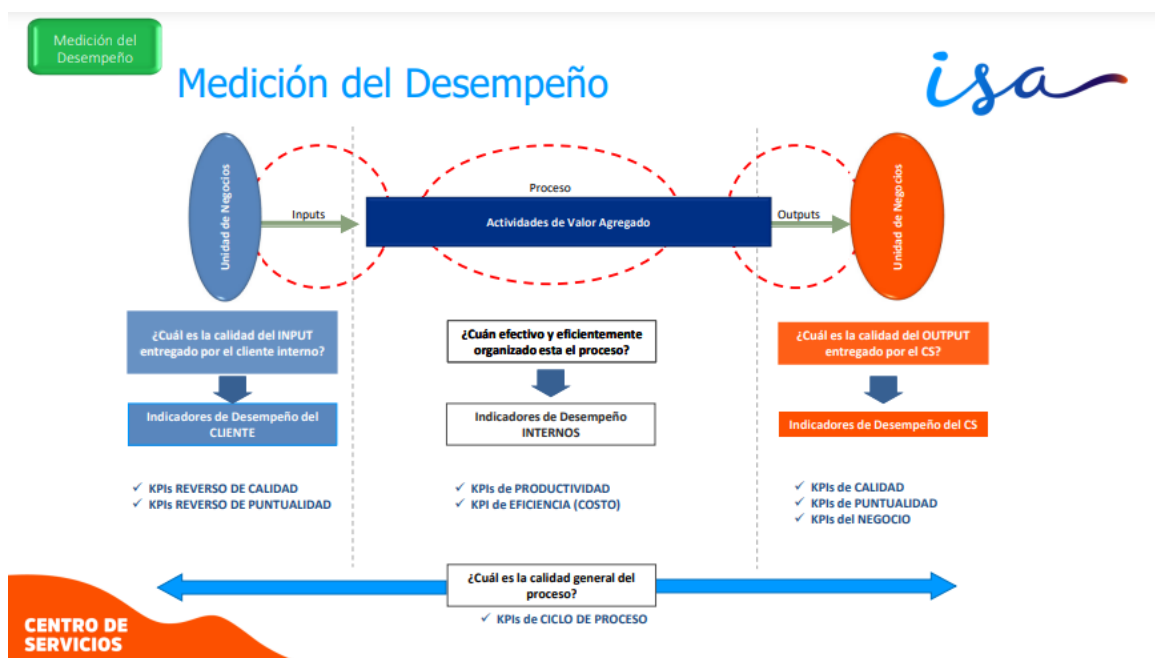 Medición del
Desempeño
Medición del Desempeño
isa
Unidad de Negocios
Inputs
Proceso
Actividades de Valor Agregado
Outputs
Unidad de Negocios
¿Cuál es la calidad del INPUT
entregado por el cliente interno?
¿Cuán efectivo y eficientemente
organizado esta el proceso?
¿Cuál es la calidad del OUTPUT
entregado por el CS?
Indicadores de Desempeño del
CLIENTE
Indicadores de Desempeño
INTERNOS
Indicadores de Desempeño del CS
✓ KPIs REVERSO DE CALIDAD
✓ KPIs REVERSO DE PUNTUALIDAD
✓ KPIs de PRODUCTIVIDAD
✓ KPI de EFICIENCIA (COSTO)
✓ KPIs de CALIDAD
✓ KPIs de PUNTUALIDAD
✓ KPIs del NEGOCIO
¿Cuál es la calidad general del
proceso?
✓ KPIs de CICLO DE PROCESO
CENTRO DE
SERVICIOS